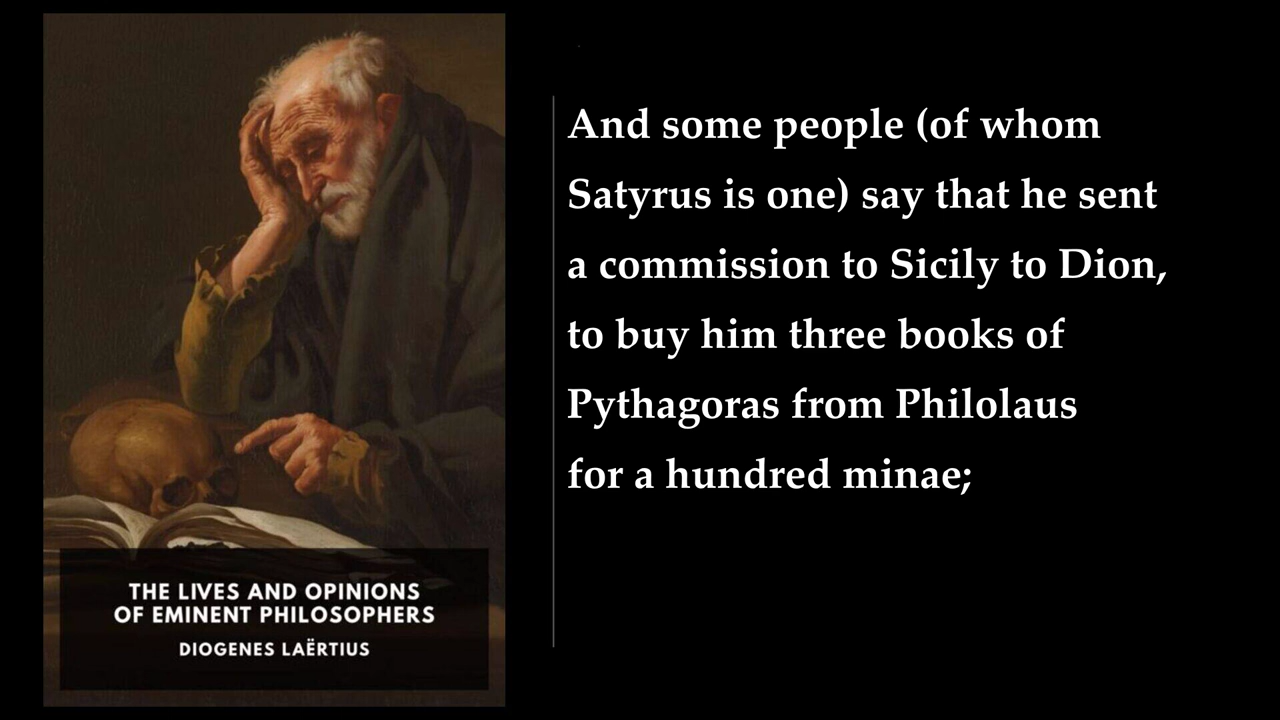 And some people (of whom
Satyrus is one) say that he sent
a commission to Sicily to Dion,
to buy him three books of
Pythagoras from Philolaus
for a hundred minae;
THE LIVES AND OPINIONS
OF EMINENT PHILOSOPHERS
DIOGENES LAËRTIUS